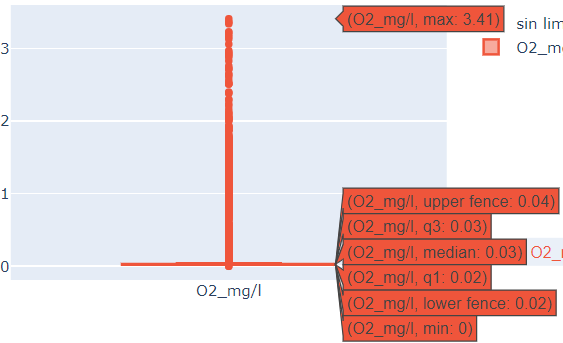 3
2
1
0
O2_mg/l
(O2_mg/l, max: 3.41)
sin lim
O2_m
(O2_mg/l, upper fence: 0.04)
(O2_mg/l, q3: 0.03)
(O2_mg/l, median: 0.03) O2_
(O2_mg/l, q1: 0.02)
(O2_mg/l, lower fence: 0.02)
(O2_mg/l, min: 0)